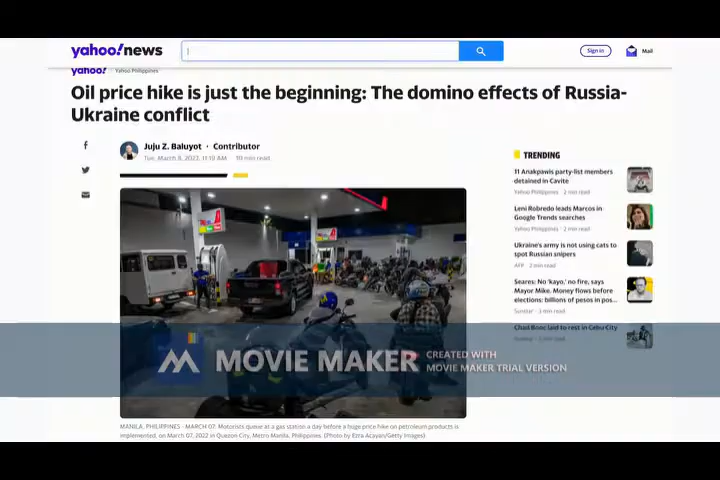 yahoo!news
Sign in
Mail
yahoo!
Yahoo Philippines
Oil price hike is just the beginning: The domino effects of Russia-
Ukraine conflict
Juju Z. Baluyot · Contributor
Tue, March 8, 2022, 11:19 AM · 10 min read
MANILA, PHILIPPINES - MARCH 07: Motorists queue at a gas station a day before a huge price hike on petroleum products is
implemented, on March 07, 2022 in Quezon City, Metro Manila, Philippines. (Photo by Ezra Acayan/Getty Images)
TRENDING
11 Anakpawis party-list members
detained in Cavite
Yahoo Philippines · 2 min read
Leni Robredo leads Marcos in
Google Trends searches
Yahoo Philippines · 2 min read
Ukraine's army is not using cats to
spot Russian snipers
AFP · 2 min read
Seares: No 'kayo,' no fire, says
Mayor Mike. Money flows before
elections: billions of pesos in pos...
SunStar · 3 min read
Chad Booc laid to rest in Cebu City
MOVIE MAKER
CREATED WITH
MOVIE MAKER TRIAL VERSION